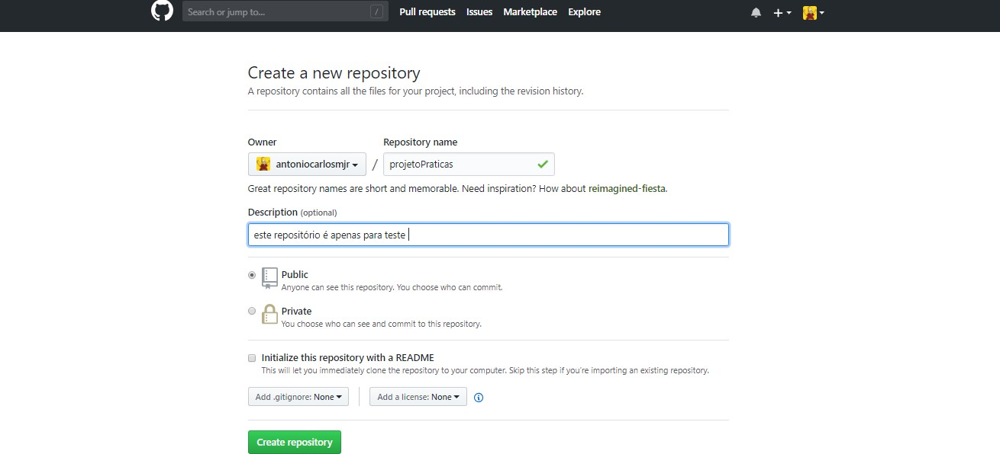 Search or jump to... / Pull requests Issues Marketplace Explore
Create a new repository
A repository contains all the files for your project, including the revision history.
Owner Repository name
antoniocarlosmjr / projetoPraticas
Great repository names are short and memorable. Need inspiration? How about reimagined-fiesta.
Description (optional)
este repositório é apenas para teste
Public
Anyone can see this repository. You choose who can commit.
Private
You choose who can see and commit to this repository.
Initialize this repository with a README
This will let you immediately clone the repository to your computer. Skip this step if you're importing an existing repository.
Add .gitignore: None Add a license: None
Create repository